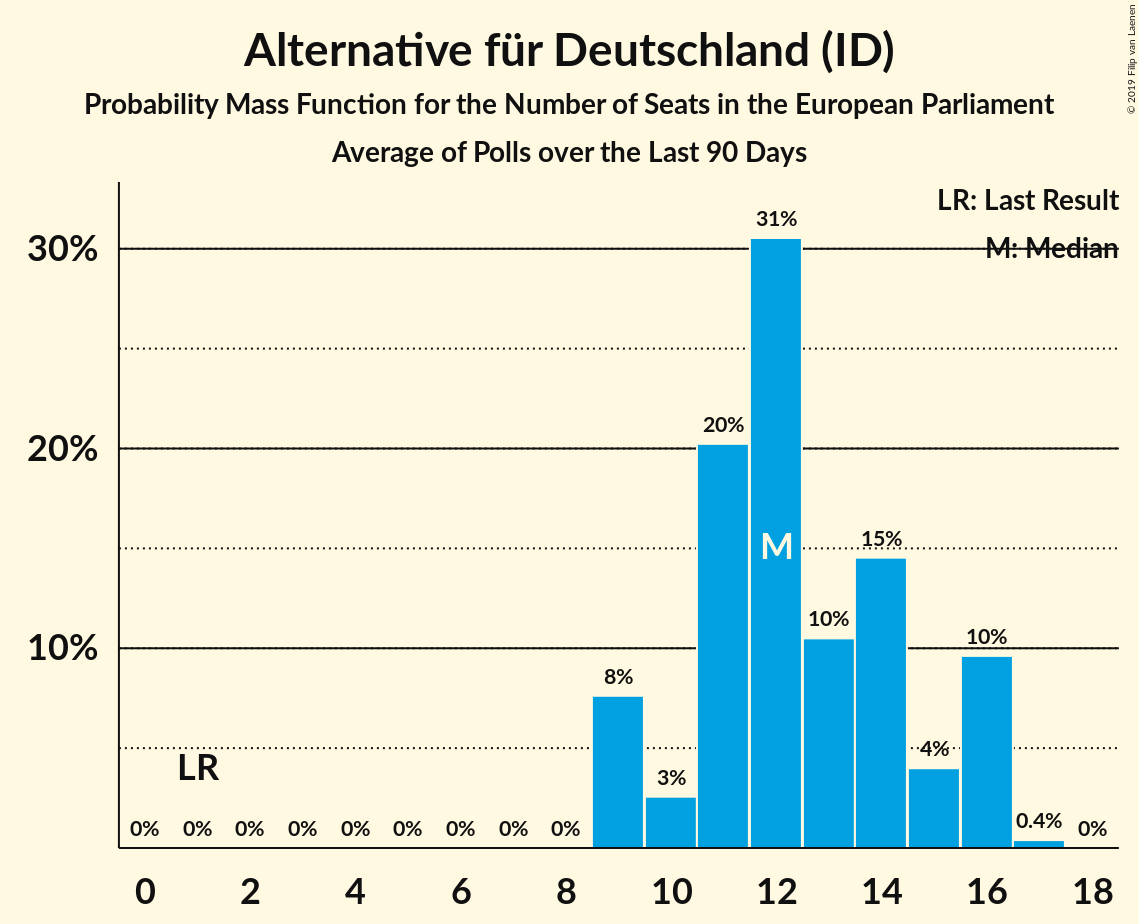 Alternative für Deutschland (ID)
Probability Mass Function for the Number of Seats in the European Parliament
Average of Polls over the Last 90 Days
© 2019 Filip van Laenen
LR: Last Result
M: Median
30%
20%
10%
31%
20%
M
15%
10%
10%
8%
4%
3%
LR
0% 0% 0% 0% 0% 0% 0% 0% 0% 0.4% 0%
0 2 4 6 8 10 12 14 16 18